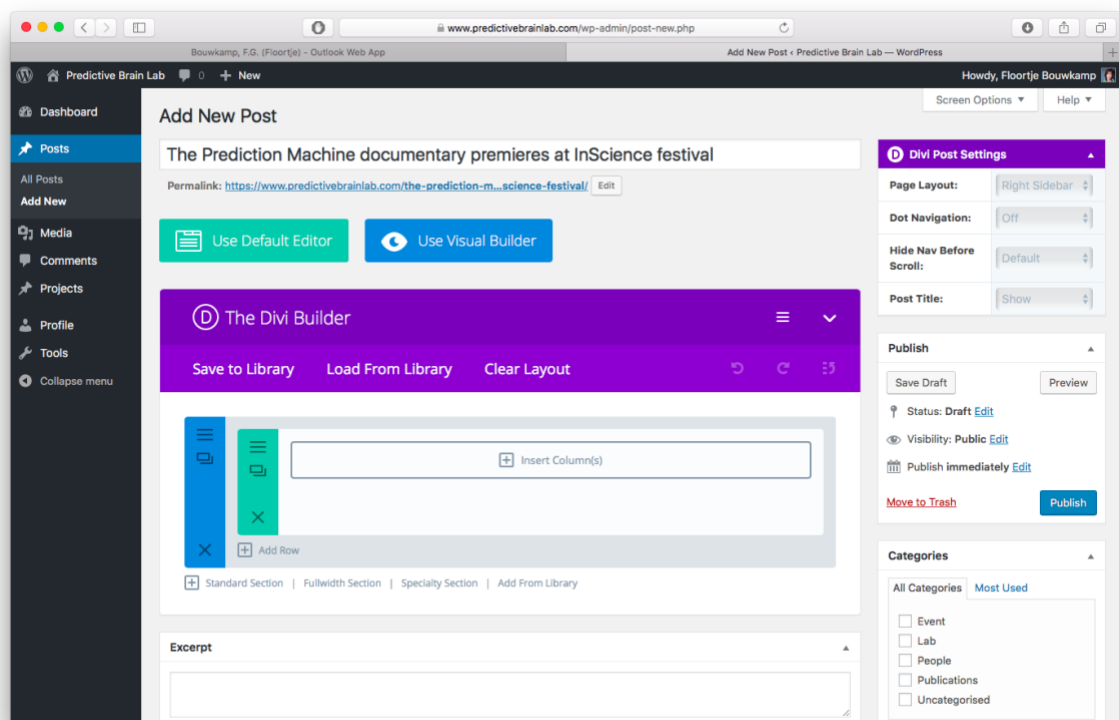 www.predictivebrainlab.com/wp-admin/post-new.php
Bouwkamp, F.G. (Floortje) - Outlook Web App
Add New Post ‹ Predictive Brain Lab — WordPress
Predictive Brain Lab 0 + New
Howdy, Floortje Bouwkamp
Screen Options ▼ Help ▼
Dashboard
Posts
All Posts
Add New
Media
Comments
Projects
Profile
Tools
Collapse menu
Add New Post
The Prediction Machine documentary premieres at InScience festival
Permalink: https://www.predictivebrainlab.com/the-prediction-m...science-festival/ Edit
Use Default Editor
Use Visual Builder
D The Divi Builder
Save to Library Load From Library Clear Layout
Insert Column(s)
Add Row
Standard Section | Fullwidth Section | Specialty Section | Add From Library
Excerpt
D Divi Post Settings
Page Layout: Right Sidebar
Dot Navigation: Off
Hide Nav Before
Scroll:
Default
Post Title: Show
Publish
Save Draft Preview
Status: Draft Edit
Visibility: Public Edit
Publish immediately Edit
Move to Trash Publish
Categories
All Categories Most Used
Event
Lab
People
Publications
Uncategorised